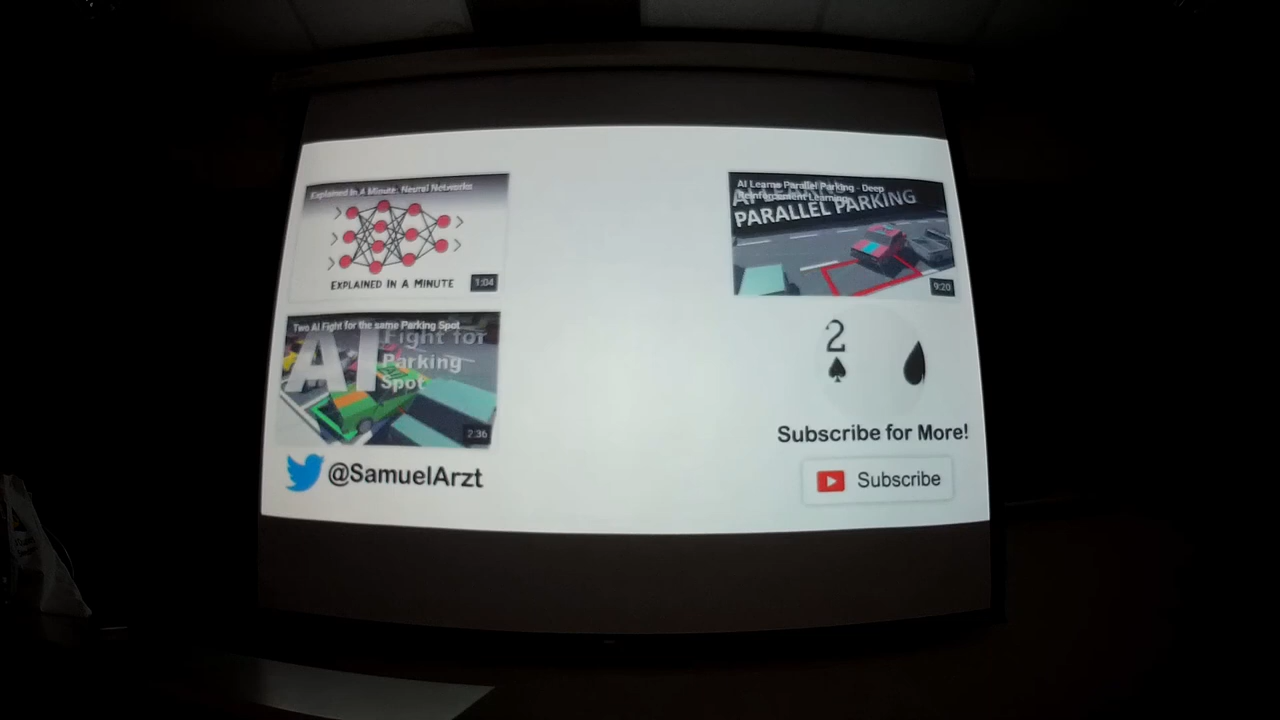 Explained In A Minute: Neural Networks
EXPLAINED IN A MINUTE
1:04
Two AI Fight for the same Parking Spot
AI Fight for
Parking
Spot
2:36
@SamuelArzt
AI Learns Parallel Parking - Deep
Reinforcement Learning
AI LEARNS
PARALLEL PARKING
9:20
2
Subscribe for More!
Subscribe